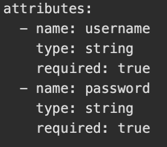 attributes:
  - name: username
    type: string
    required: true
  - name: password
    type: string
    required: true